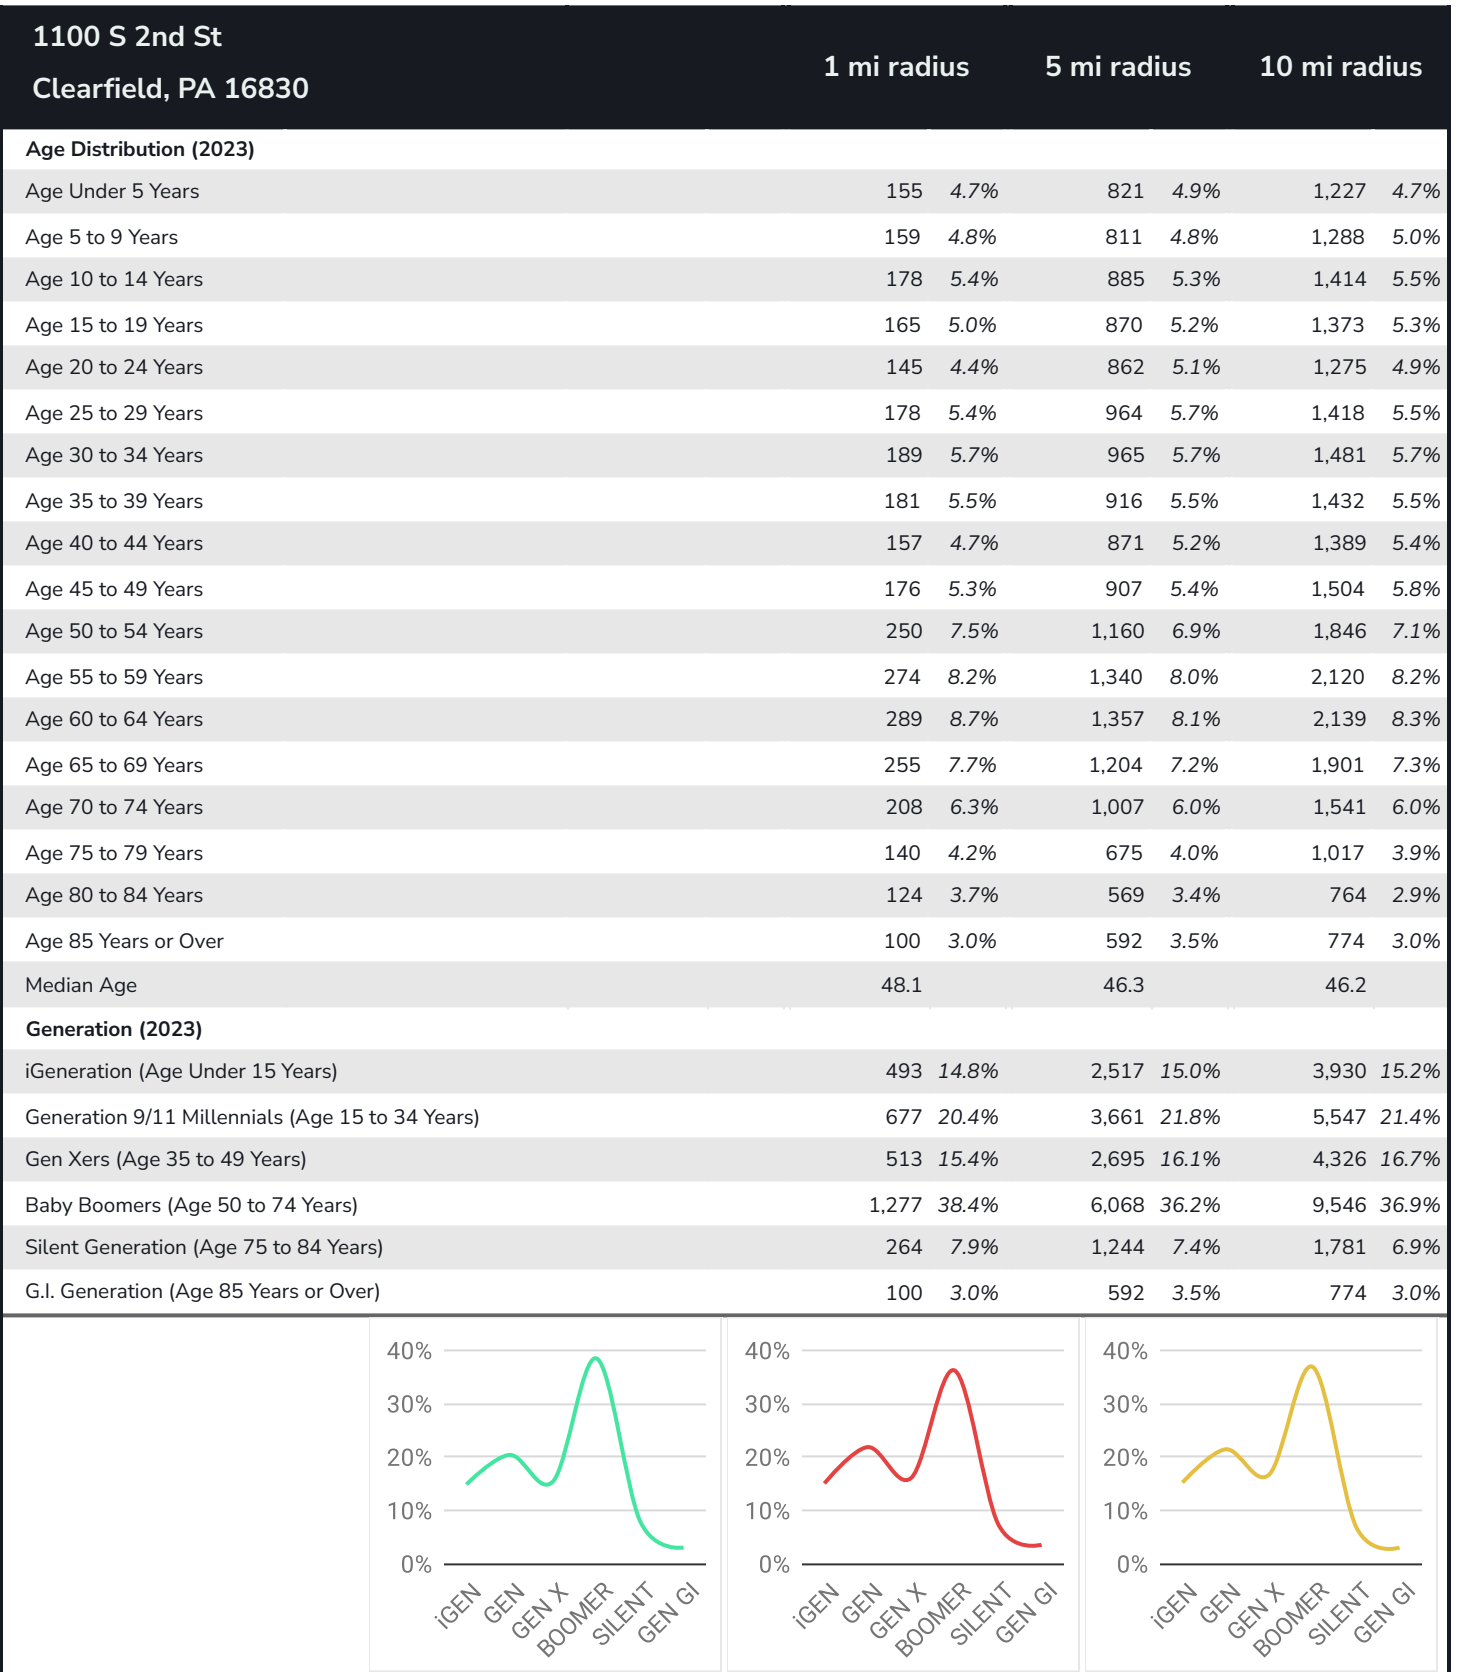 1100 S 2nd St
Clearfield, PA 16830
1 mi radius 5 mi radius 10 mi radius
Age Distribution (2023)
Age Under 5 Years 155 4.7% 821 4.9% 1,227 4.7%
Age 5 to 9 Years 159 4.8% 811 4.8% 1,288 5.0%
Age 10 to 14 Years 178 5.4% 885 5.3% 1,414 5.5%
Age 15 to 19 Years 165 5.0% 870 5.2% 1,373 5.3%
Age 20 to 24 Years 145 4.4% 862 5.1% 1,275 4.9%
Age 25 to 29 Years 178 5.4% 964 5.7% 1,418 5.5%
Age 30 to 34 Years 189 5.7% 965 5.7% 1,481 5.7%
Age 35 to 39 Years 181 5.5% 916 5.5% 1,432 5.5%
Age 40 to 44 Years 157 4.7% 871 5.2% 1,389 5.4%
Age 45 to 49 Years 176 5.3% 907 5.4% 1,504 5.8%
Age 50 to 54 Years 250 7.5% 1,160 6.9% 1,846 7.1%
Age 55 to 59 Years 274 8.2% 1,340 8.0% 2,120 8.2%
Age 60 to 64 Years 289 8.7% 1,357 8.1% 2,139 8.3%
Age 65 to 69 Years 255 7.7% 1,204 7.2% 1,901 7.3%
Age 70 to 74 Years 208 6.3% 1,007 6.0% 1,541 6.0%
Age 75 to 79 Years 140 4.2% 675 4.0% 1,017 3.9%
Age 80 to 84 Years 124 3.7% 569 3.4% 764 2.9%
Age 85 Years or Over 100 3.0% 592 3.5% 774 3.0%
Median Age 48.1 46.3 46.2
Generation (2023)
iGeneration (Age Under 15 Years) 493 14.8% 2,517 15.0% 3,930 15.2%
Generation 9/11 Millennials (Age 15 to 34 Years) 677 20.4% 3,661 21.8% 5,547 21.4%
Gen Xers (Age 35 to 49 Years) 513 15.4% 2,695 16.1% 4,326 16.7%
Baby Boomers (Age 50 to 74 Years) 1,277 38.4% 6,068 36.2% 9,546 36.9%
Silent Generation (Age 75 to 84 Years) 264 7.9% 1,244 7.4% 1,781 6.9%
G.I. Generation (Age 85 Years or Over) 100 3.0% 592 3.5% 774 3.0%
40% 40% 40%
30% 30% 30%
20% 20% 20%
10% 10% 10%
0% 0% 0%
iGEN GEN GEN X BOOMER SILENT GEN GI iGEN GEN GEN X BOOMER SILENT GEN GI iGEN GEN GEN X BOOMER SILENT GEN GI